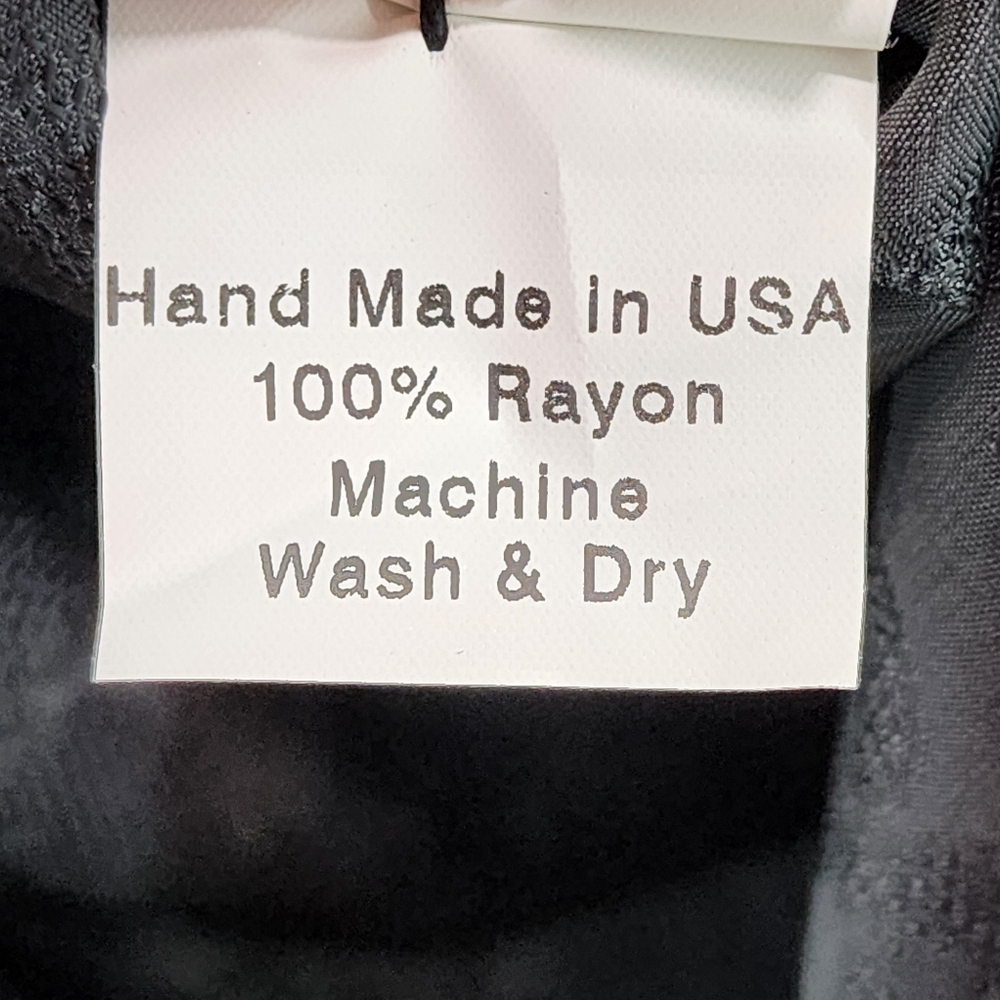 Hand Made in USA
100% Rayon
Machine
Wash & Dry